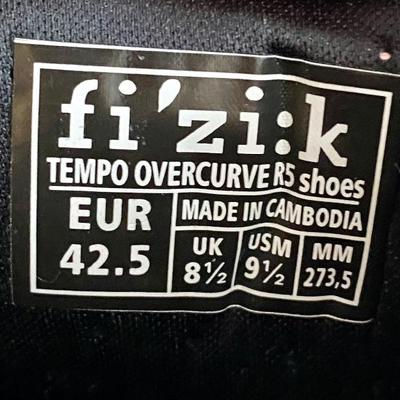 fi'zi:k
TEMPO OVERCURVE R5 shoes
EUR
42.5
MADE IN CAMBODIA
UK
8½
USM
9½
MM
273,5